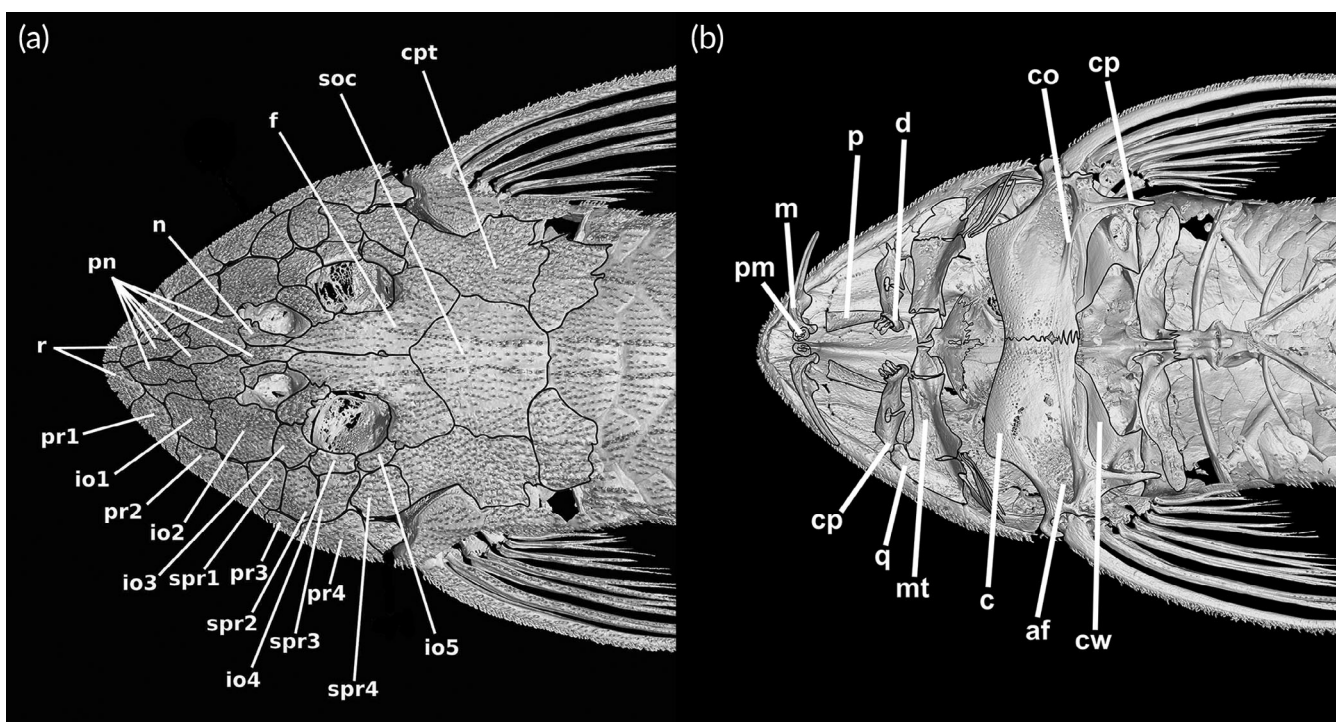 (a)
cpt
soc
f
n
pn
r
pr1
io1
pr2
io2
io3
spr1
pr3
spr2
pr4
spr3
io4
io5
spr4
(b)
co
cp
d
p
m
pm
cp
q
mt
c
af
cw